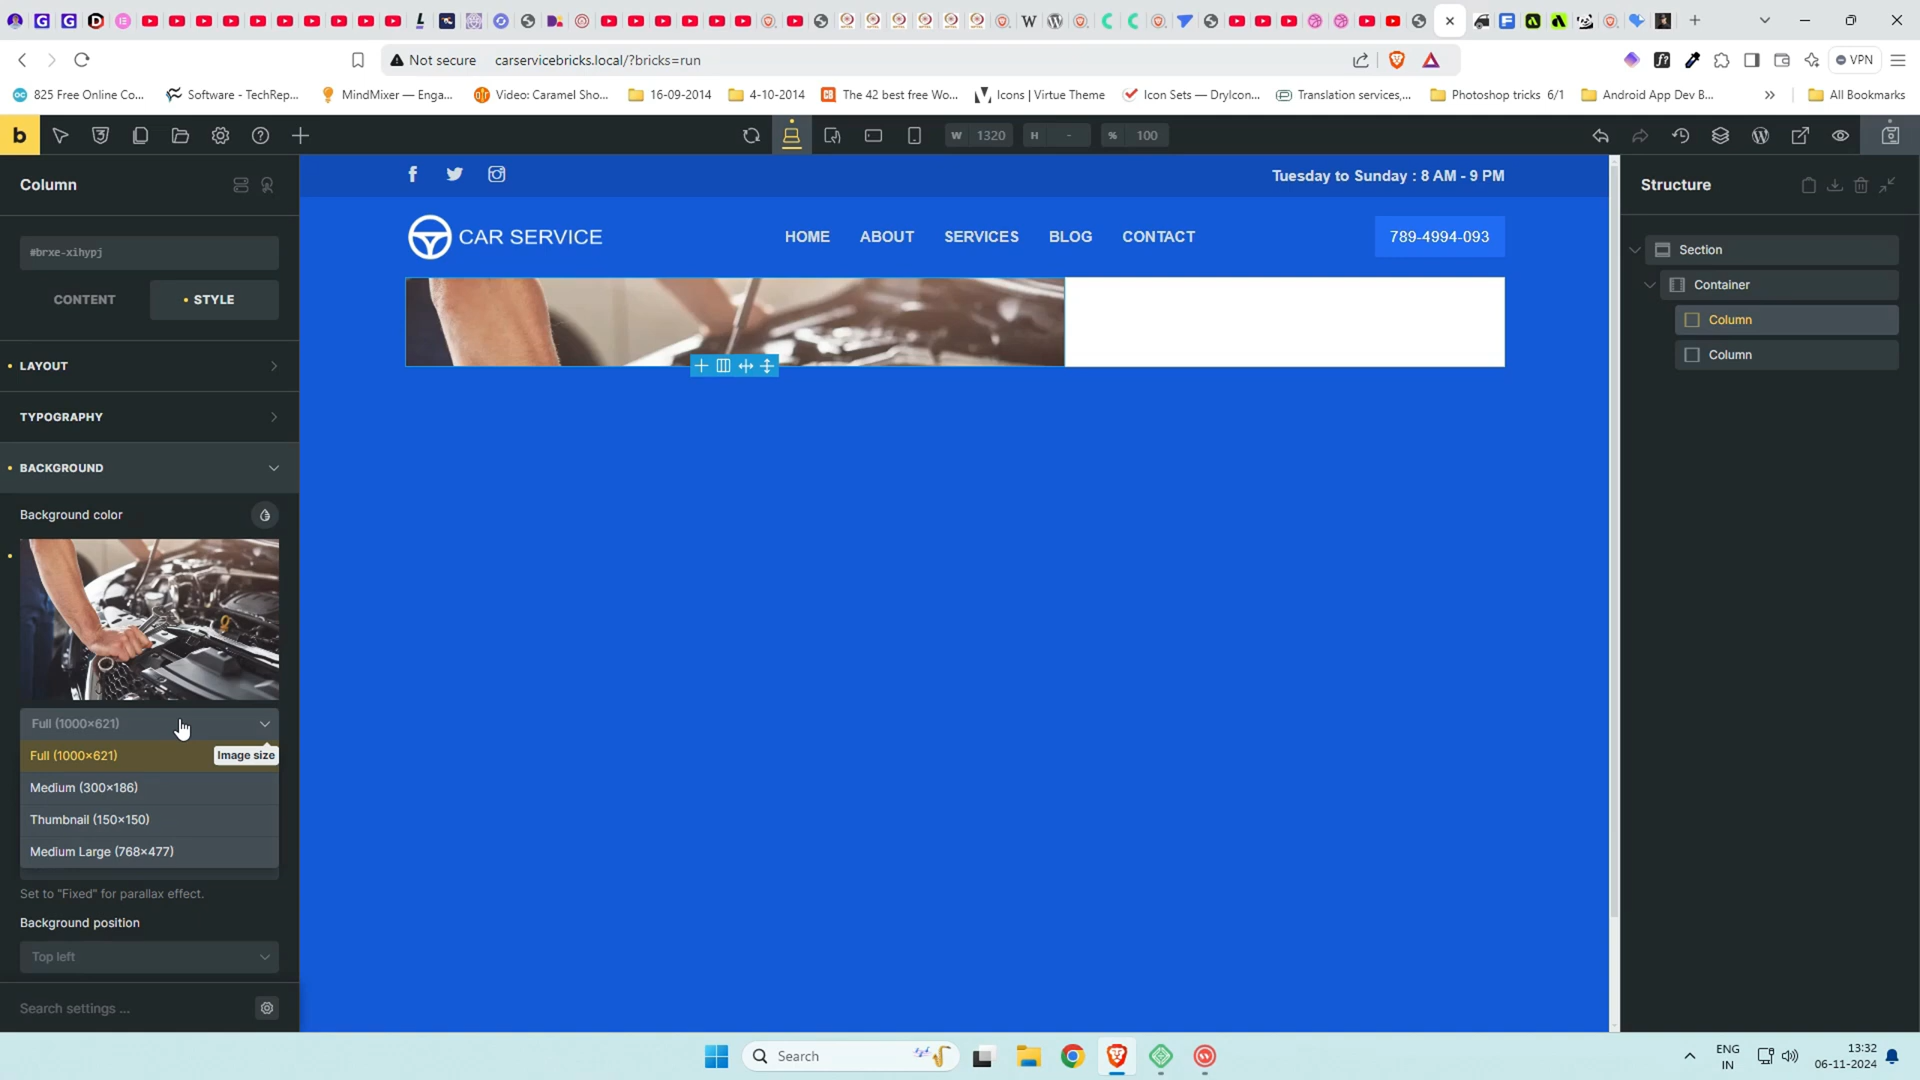 Not secure
carservicebricks.local/?bricks=run
VPN
825 Free Online Co...
Software - TechRep...
MindMixer — Enga...
Video: Caramel Sho...
16-09-2014
4-10-2014
The 42 best free Wo...
Icons | Virtue Theme
Icon Sets — DryIcon...
Translation services,...
Photoshop tricks 6/1
Android App Dev B...
All Bookmarks
b
W 1320
H -
% 100
Column
#brxe-xihypj
CONTENT
STYLE
LAYOUT
TYPOGRAPHY
BACKGROUND
Background color
Full (1000×621)
Full (1000×621)
Image size
Medium (300×186)
Thumbnail (150×150)
Medium Large (768×477)
Set to "Fixed" for parallax effect.
Background position
Top left
Search settings ...
Tuesday to Sunday : 8 AM - 9 PM
CAR SERVICE
HOME
ABOUT
SERVICES
BLOG
CONTACT
789-4994-093
Structure
Section
Container
Column
Column
Search
ENG
IN
13:32
06-11-2024